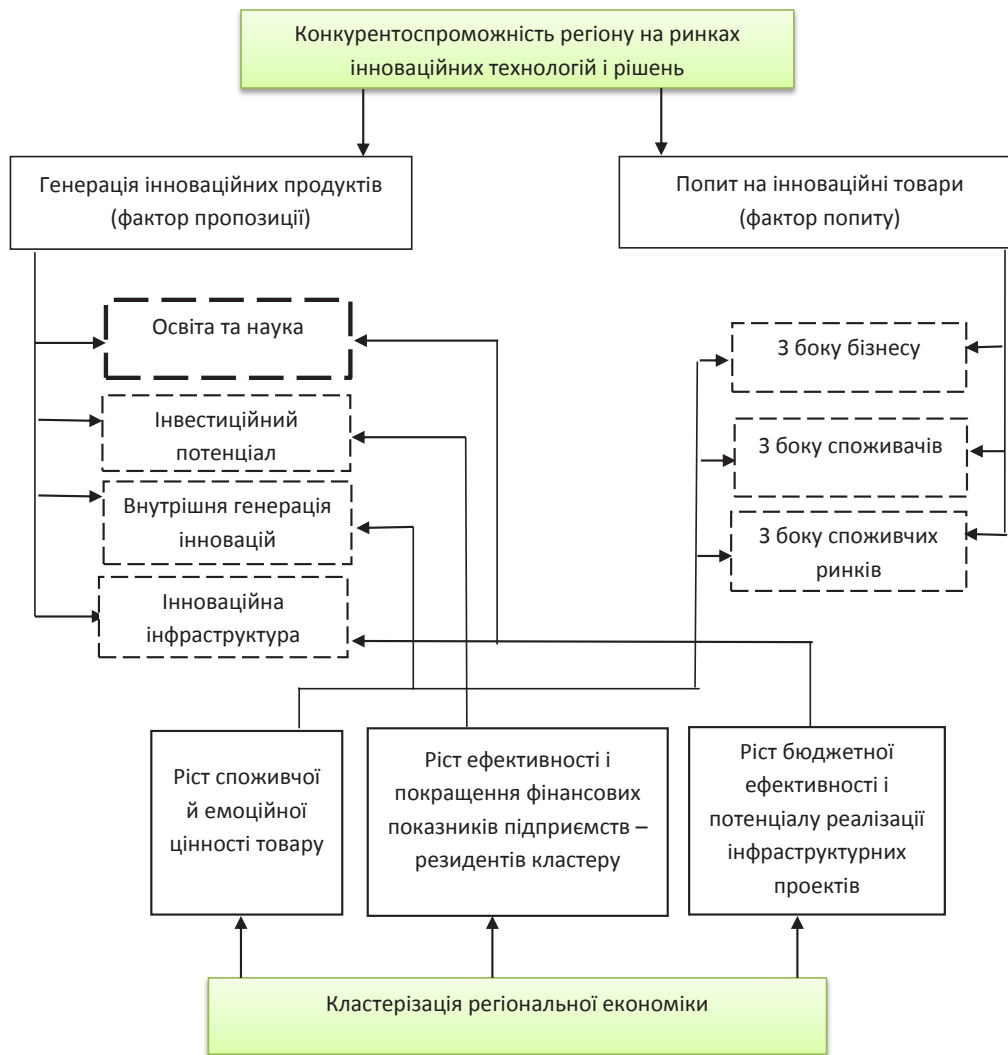 Конкурентоспроможність регіону на ринках
інноваційних технологій і рішень
Генерація інноваційних продуктів
(фактор пропозиції)
Попит на інноваційні товари
(фактор попиту)
Освіта та наука
Інвестиційний
потенціал
Внутрішня генерація
інновацій
Інноваційна
інфраструктура
З боку бізнесу
З боку споживачів
З боку споживчих
ринків
Ріст споживчої
й емоційної
цінності товару
Ріст ефективності і
покращення фінансових
показників підприємств –
резидентів кластеру
Ріст бюджетної
ефективності і
потенціалу реалізації
інфраструктурних
проектів
Кластерізація регіональної економіки